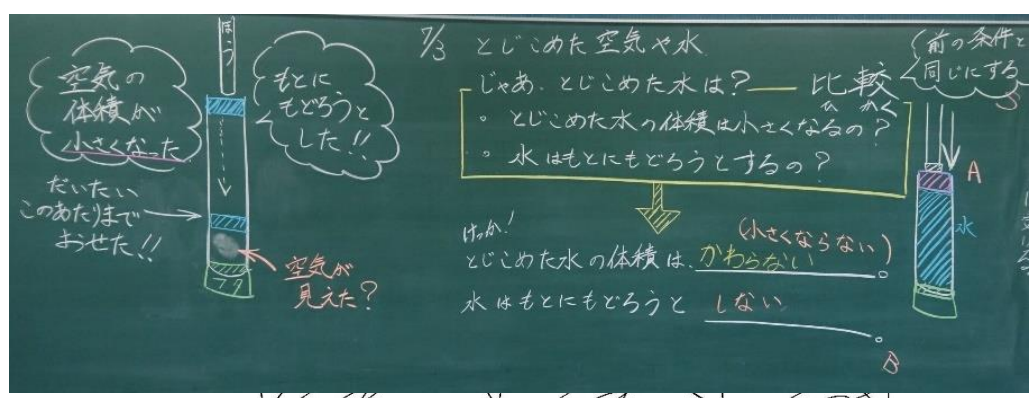 ぼう
空気の
体積が
小さくなった
もとに
もどろうと
した!!
だいたい
このあたりまで
おせた!!
フタ
空気が
見えた?
7/3 とじこめた空気や水
じゃあ、とじこめた水は? 比較
ひかく
。とじこめた水の体積は小さくなるの?
。水はもとにもどろうとするの?
けっか!
(小さくならない)
とじこめた水の体積は、かわらない。
水はもとにもどろうと しない。
前の条件と
同じにする
A
水
B